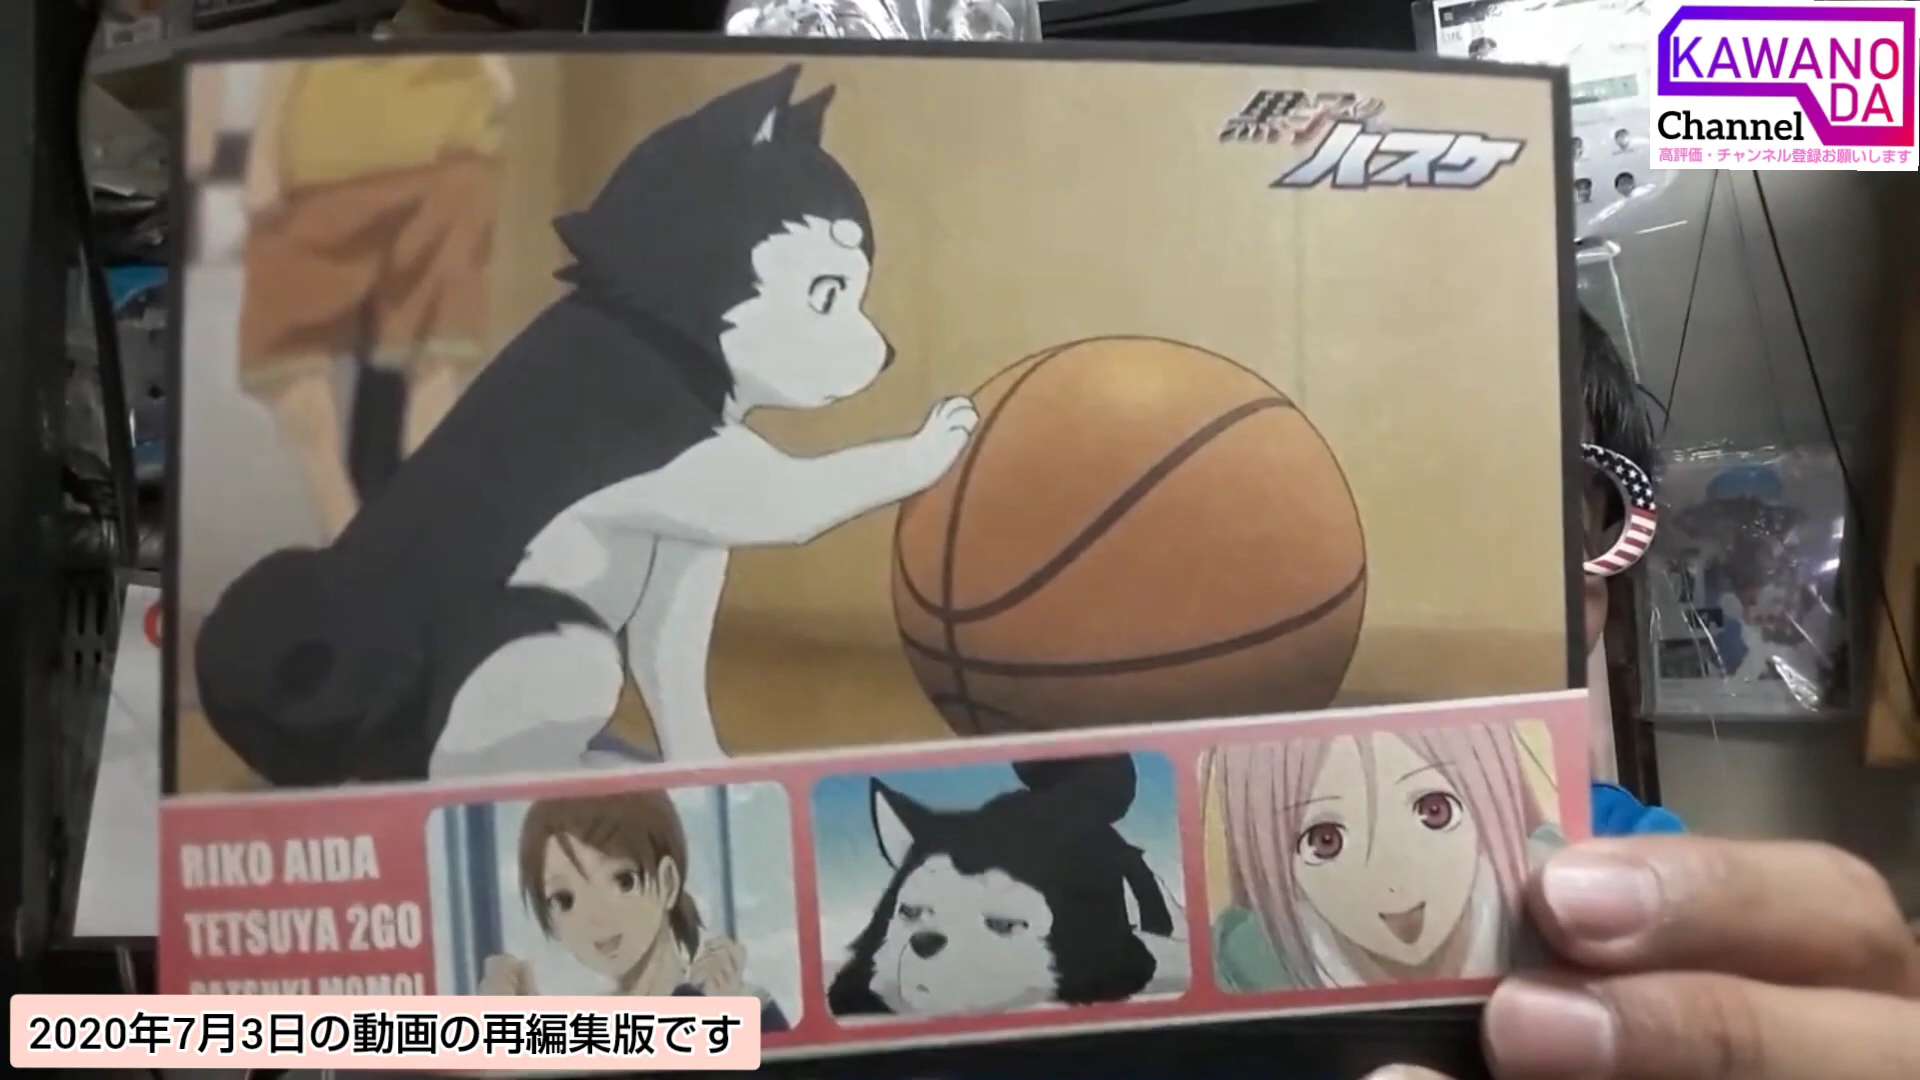 KAWANO
DA
Channel
高評価・チャンネル登録お願いします
黒子のバスケ
RIKO AIDA
TETSUYA 2GO
SATSUKI MOMOI
2020年7月3日の動画の再編集版です